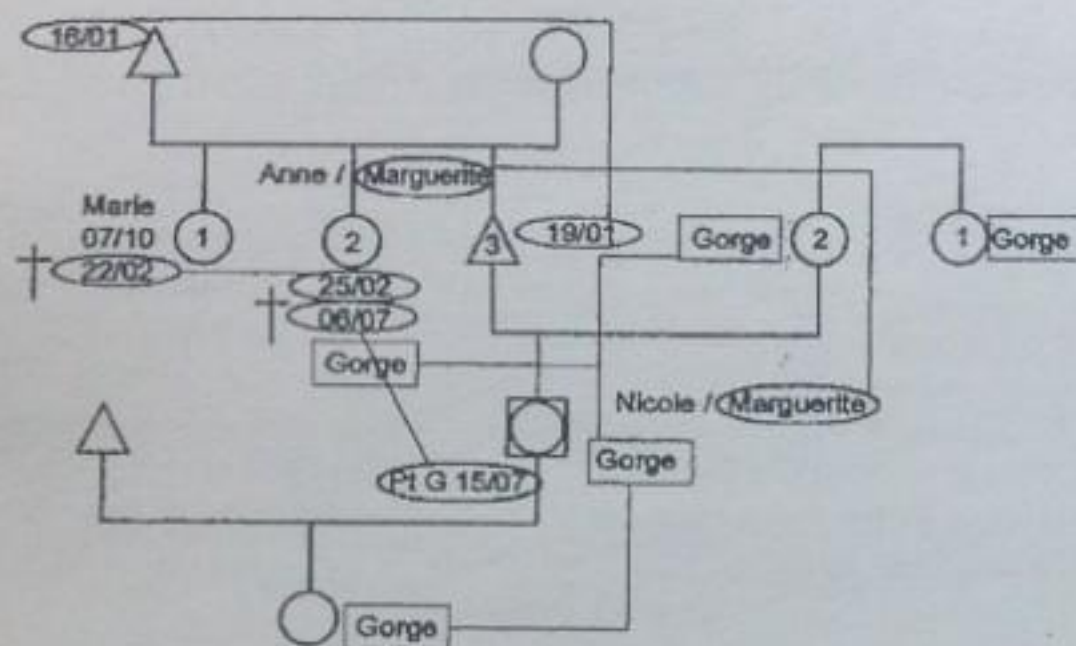 16/01
Anne / Marguerite
Marie
07/10
1
2
3
19/01
Gorge
2
1
Gorge
22/02
25/02
06/07
Gorge
Nicole / Marguerite
Gorge
Pt G 15/07
Gorge